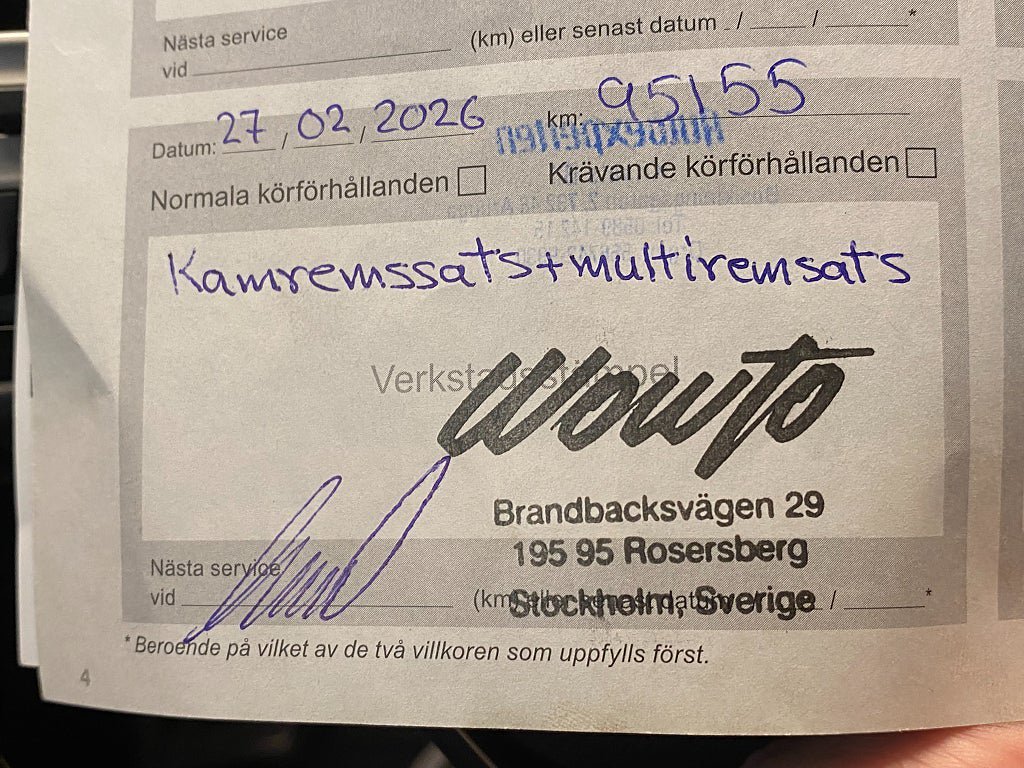 Nästa service
vid (km) eller senast datum / / *
Datum: 27, 02, 2026 km: 95155
Normala körförhållanden Krävande körförhållanden
Kamremssats+multiremsats
Verkstadsstämpel
Wowto
Brandbacksvägen 29
195 95 Rosersberg
Stockholm, Sverige
Nästa service
vid / *
* Beroende på vilket av de två villkoren som uppfylls först.
4